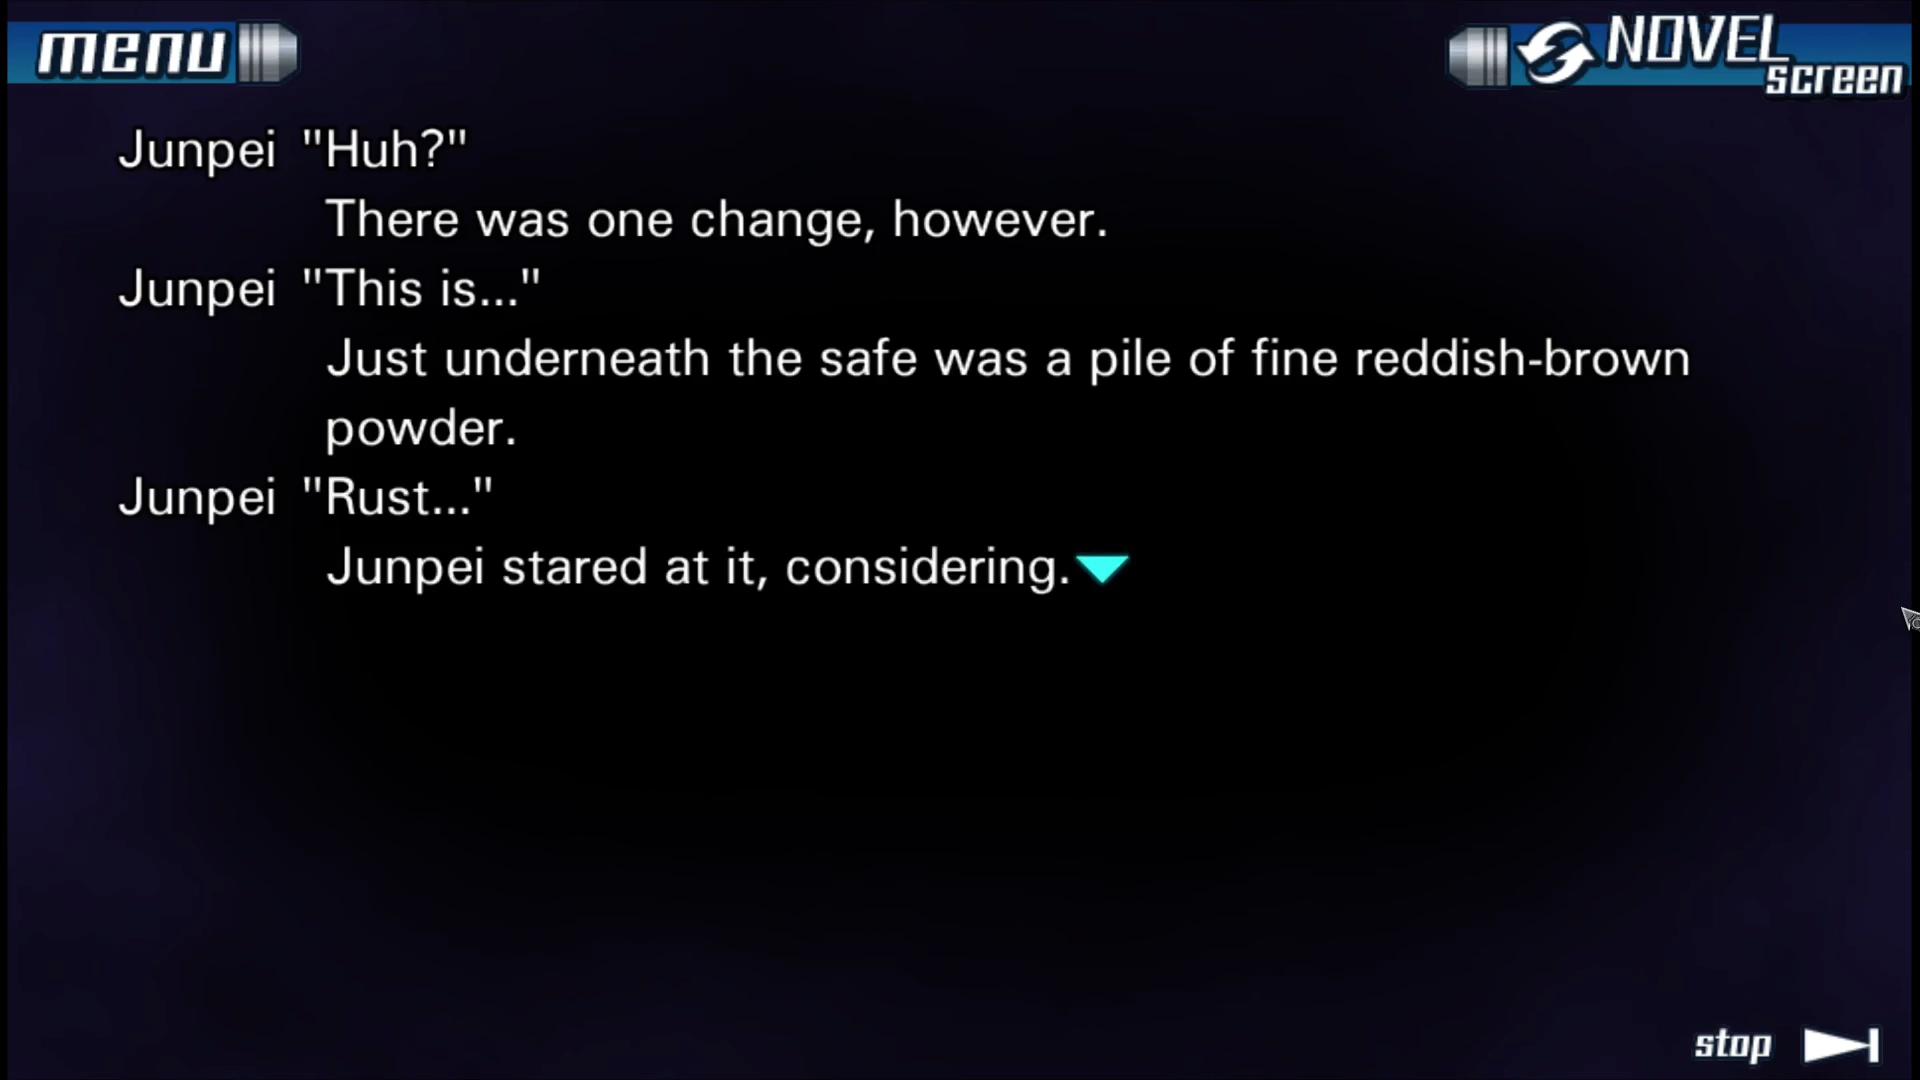 menu
NOVEL
screen
Junpei "Huh?"
There was one change, however.
Junpei "This is..."
Just underneath the safe was a pile of fine reddish-brown
powder.
Junpei "Rust..."
Junpei stared at it, considering.
stop